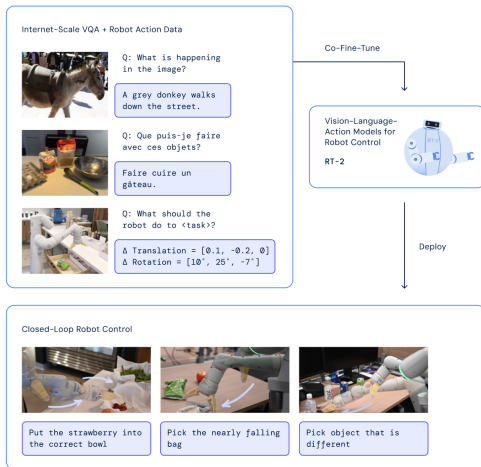 Internet-Scale VQA + Robot Action Data
Q: What is happening
in the image?
A grey donkey walks
down the street.
Q: Que puis-je faire
avec ces objets?
Faire cuire un
gâteau.
Q: What should the
robot do to <task>?
Δ Translation = [0.1, -0.2, 0]
Δ Rotation = [10°, 25°, -7°]
Co-Fine-Tune
Vision-Language-
Action Models for
Robot Control
RT-2
Deploy
Closed-Loop Robot Control
Put the strawberry into
the correct bowl
Pick the nearly falling
bag
Pick object that is
different